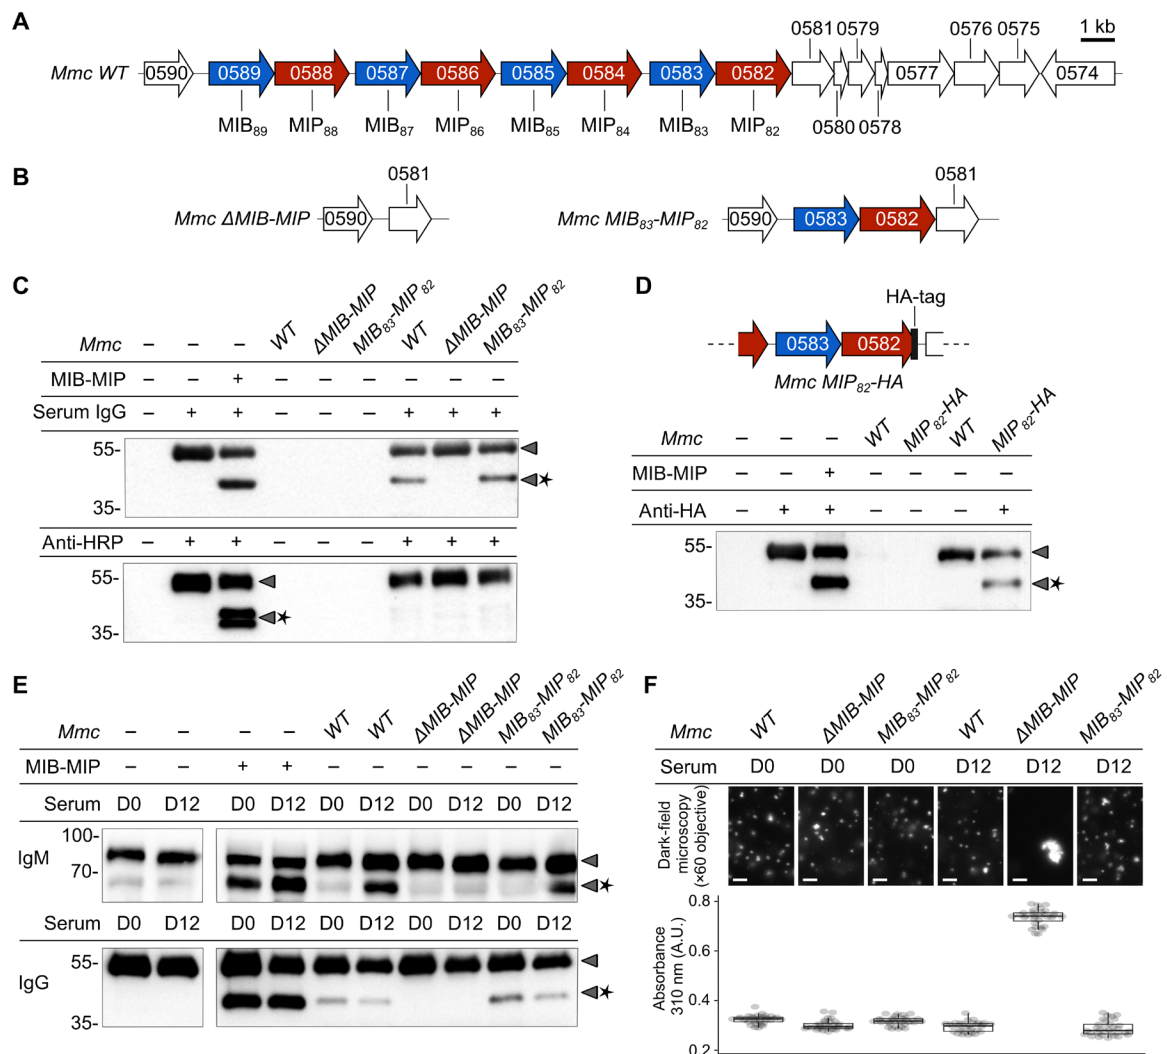 A
0581 0579 0576 0575 1 kb
Mmc WT 0590 0589 0588 0587 0586 0585 0584 0583 0582 0577 0574
MIB89 MIP88 MIB87 MIP86 MIB85 MIP84 MIB83 MIP82 0580 0578
B
0581 0581
Mmc ΔMIB-MIP 0590 Mmc MIB83-MIP82 0590 0583 0582
C
Mmc – – – WT ΔMIB-MIP MIB83-MIP82 WT ΔMIB-MIP MIB83-MIP82
MIB-MIP – – + – – – – – –
Serum IgG – + + – – – + + +
55-
35-
Anti-HRP – + + – – – + + +
55-
35-
D
HA-tag
0583 0582
Mmc MIP82-HA
Mmc – – – WT MIP82-HA WT MIP82-HA
MIB-MIP – – + – – – –
Anti-HA – + + – – – +
55-
35-
E
Mmc – – – – WT WT ΔMIB-MIP ΔMIB-MIP MIB83-MIP82 MIB83-MIP82
MIB-MIP – – + + – – – – – –
Serum D0 D12 D0 D12 D0 D12 D0 D12 D0 D12
100-
IgM
70-
Serum D0 D12 D0 D12 D0 D12 D0 D12 D0 D12
55-
IgG
35-
F
Mmc WT ΔMIB-MIP MIB83-MIP82 WT ΔMIB-MIP MIB83-MIP82
Serum D0 D0 D0 D12 D12 D12
Dark-field
microscopy
(×60 objective)
Absorbance
310 nm (A.U.)
0.8
0.6
0.4
0.2